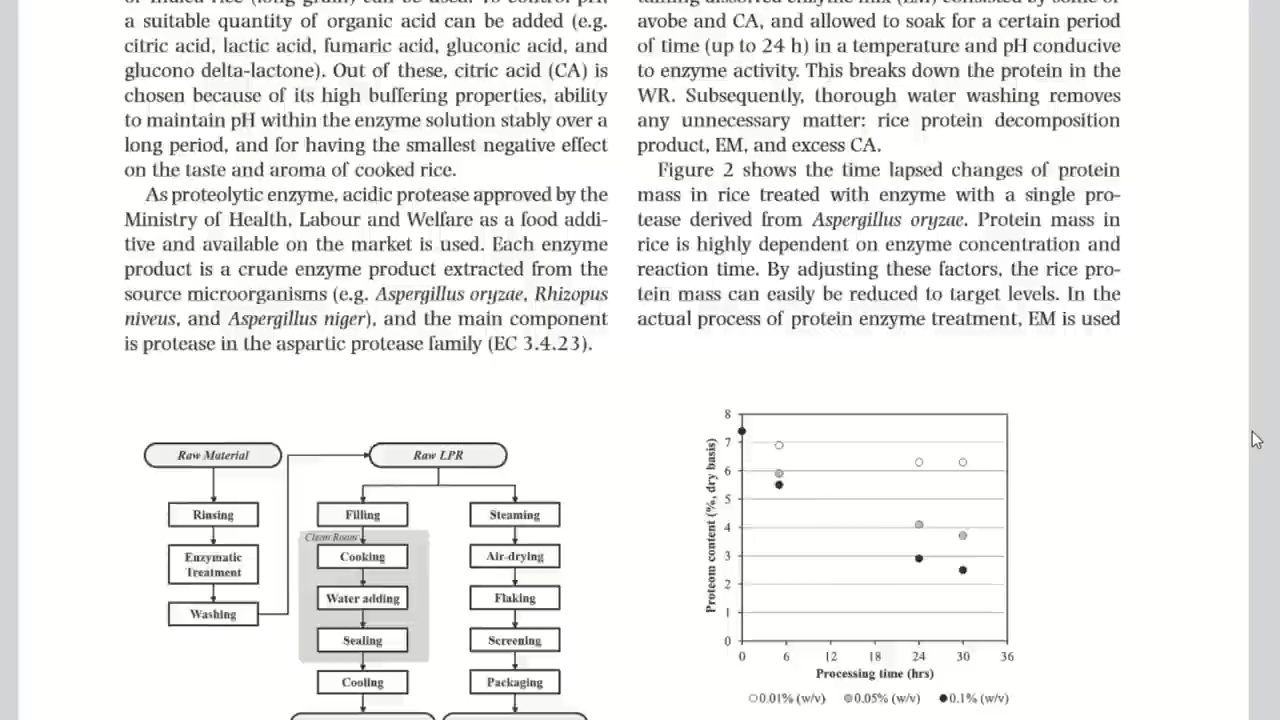 a suitable quantity of organic acid can be added (e.g.
citric acid, lactic acid, fumaric acid, gluconic acid, and
glucono delta-lactone). Out of these, citric acid (CA) is
chosen because of its high buffering properties, ability
to maintain pH within the enzyme solution stably over a
long period, and for having the smallest negative effect
on the taste and aroma of cooked rice.
As proteolytic enzyme, acidic protease approved by the
Ministry of Health, Labour and Welfare as a food addi-
tive and available on the market is used. Each enzyme
product is a crude enzyme product extracted from the
source microorganisms (e.g. Aspergillus oryzae, Rhizopus
niveus, and Aspergillus niger), and the main component
is protease in the aspartic protease family (EC 3.4.23).
avobe and CA, and allowed to soak for a certain period
of time (up to 24 h) in a temperature and pH conducive
to enzyme activity. This breaks down the protein in the
WR. Subsequently, thorough water washing removes
any unnecessary matter: rice protein decomposition
product, EM, and excess CA.
Figure 2 shows the time lapsed changes of protein
mass in rice treated with enzyme with a single pro-
tease derived from Aspergillus oryzae. Protein mass in
rice is highly dependent on enzyme concentration and
reaction time. By adjusting these factors, the rice pro-
tein mass can easily be reduced to target levels. In the
actual process of protein enzyme treatment, EM is used
Raw Material
Rinsing
Enzymatic
Treatment
Washing
Raw LPR
Filling
Clean Room
Cooking
Water adding
Sealing
Cooling
Steaming
Air-drying
Flaking
Screening
Packaging
Proteom content (%, dry basis)
8
7
6
5
4
3
2
1
0
0 6 12 18 24 30 36
Processing time (hrs)
0.01% (w/v) 0.05% (w/v) 0.1% (w/v)